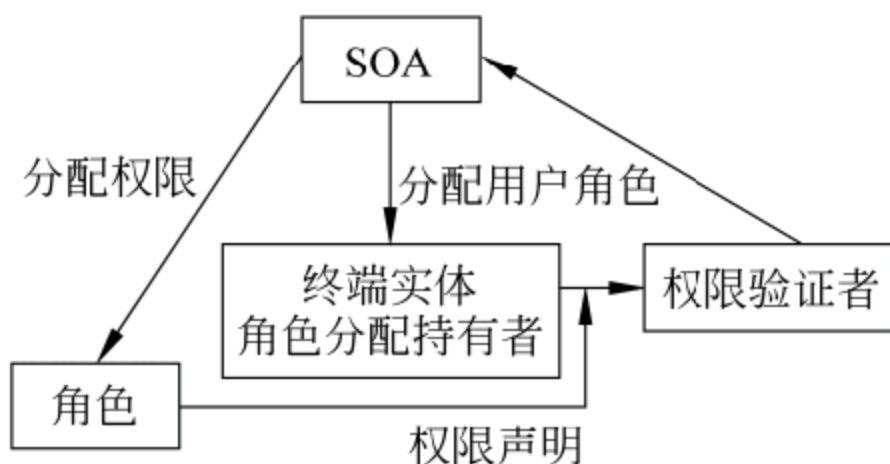 SOA
分配权限
分配用户角色
终端实体
角色分配持有者
权限验证者
角色
权限声明